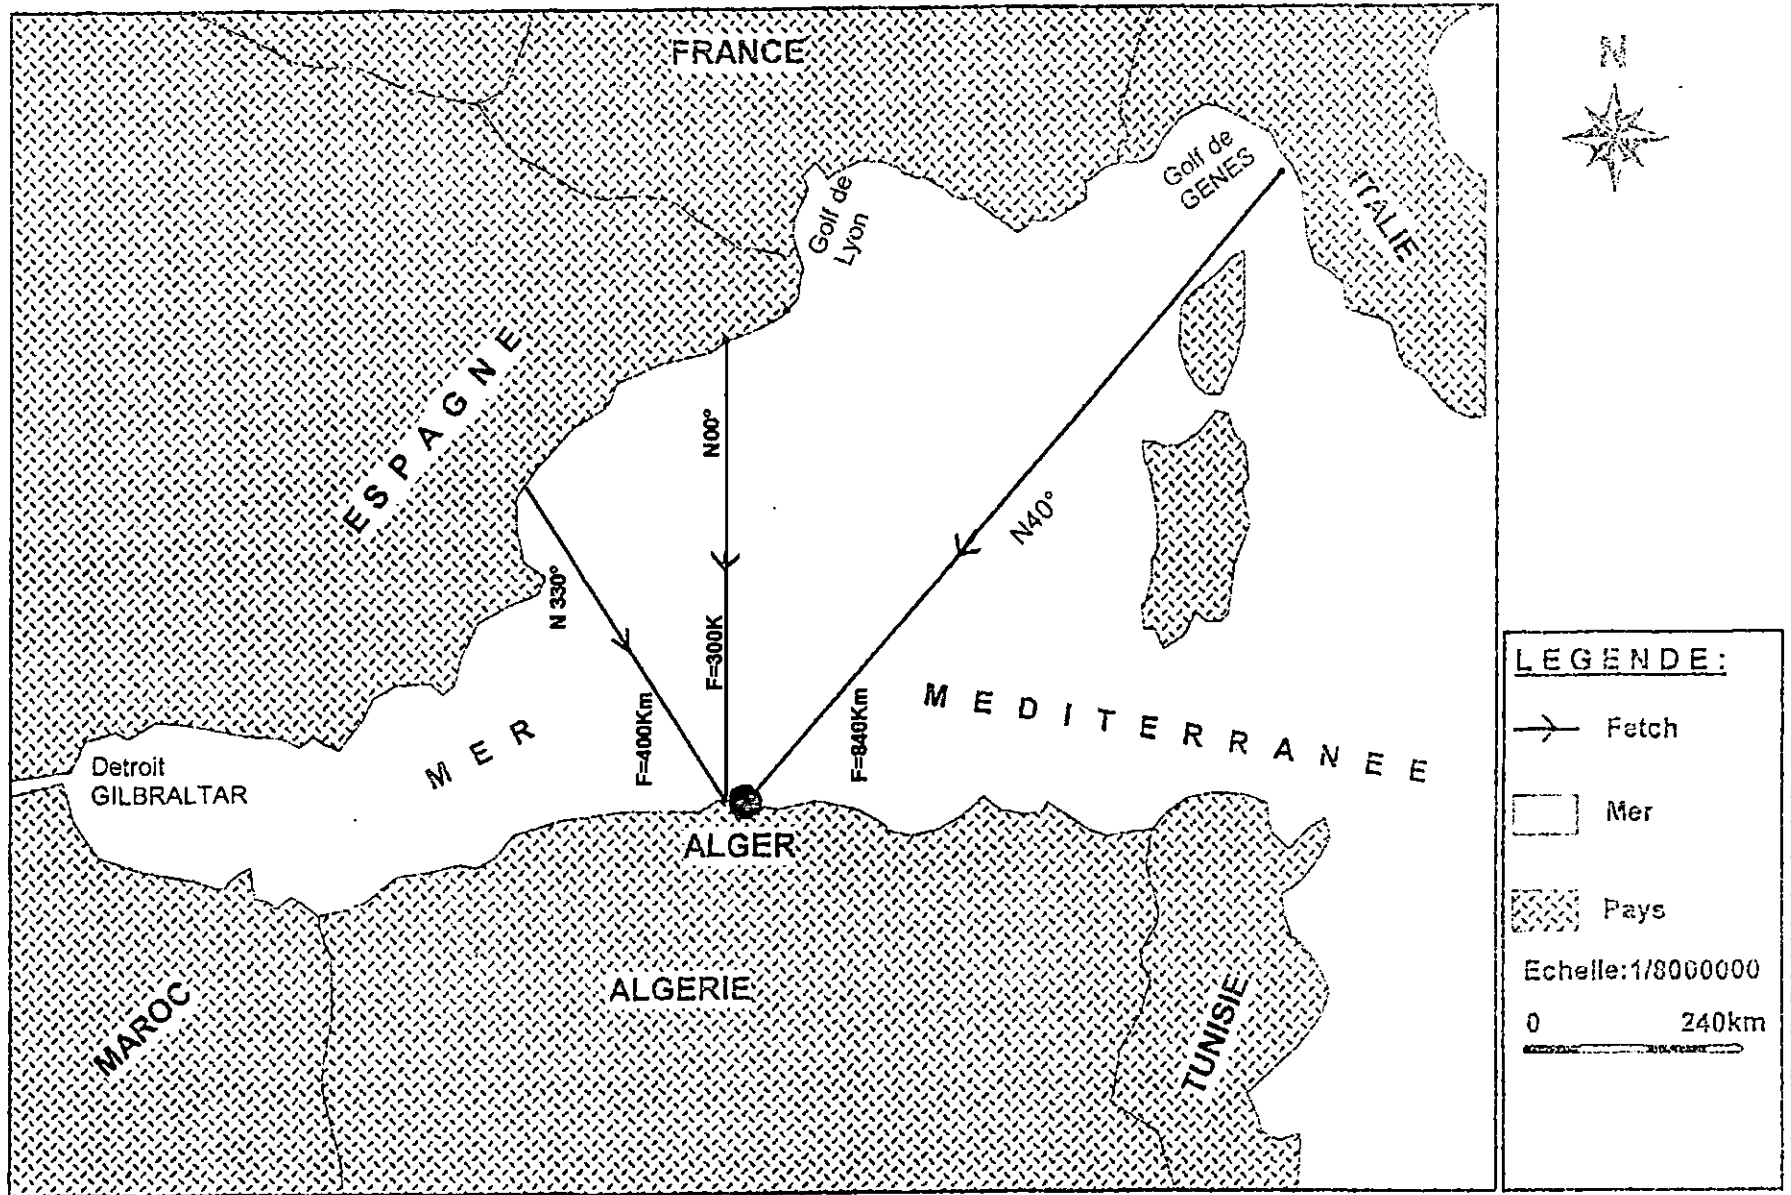 FRANCE
N
Golf de
GENES
ITALIE
Golf de
Lyon
ESPAGNE
N00°
N40°
N 330°
F=300K
F=400Km
F=840Km
MER
MEDITERRANEE
Detroit
GILBRALTAR
ALGER
ALGERIE
MAROC
TUNISIE
LEGENDE:
Fetch
Mer
Pays
Echelle:1/8000000
0 240km